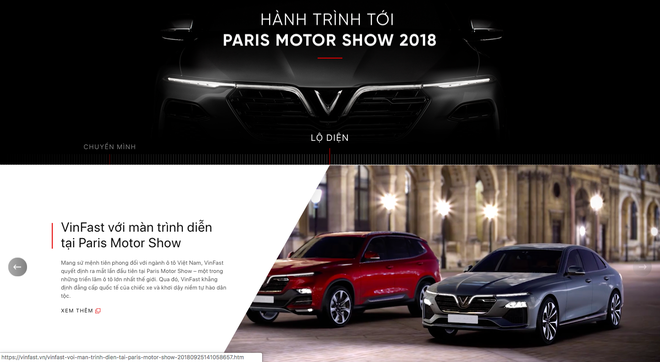 HÀNH TRÌNH TỚI
PARIS MOTOR SHOW 2018
LỘ DIỆN
CHUYỂN MÌNH
VinFast với màn trình diễn
tại Paris Motor Show
Mang sứ mệnh tiên phong đối với ngành ô tô Việt Nam, VinFast
quyết định ra mắt lần đầu tiên tại Paris Motor Show – một trong
những triển lãm ô tô lớn nhất thế giới. Qua đó, VinFast khẳng
định đẳng cấp quốc tế của chiếc xe và khơi dậy niềm tự hào dân
tộc.
XEM THÊM
https://vinfast.vn/vinfast-voi-man-trinh-dien-tai-paris-motor-show-20180925141058657.htm